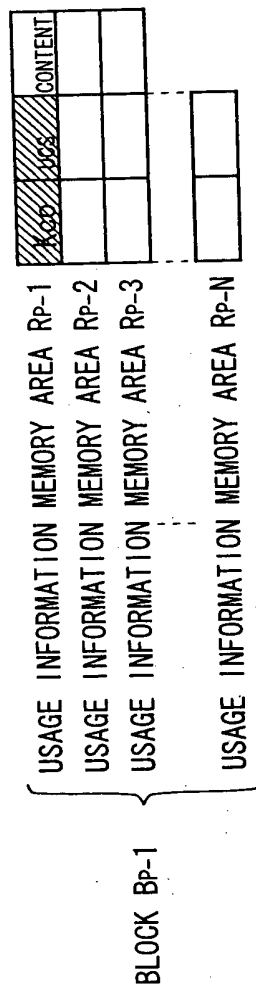 BLOCK BP-1
USAGE INFORMATION MEMORY AREA RP-1
USAGE INFORMATION MEMORY AREA RP-2
USAGE INFORMATION MEMORY AREA RP-3
USAGE INFORMATION MEMORY AREA RP-N
KCD UCS CONTENT